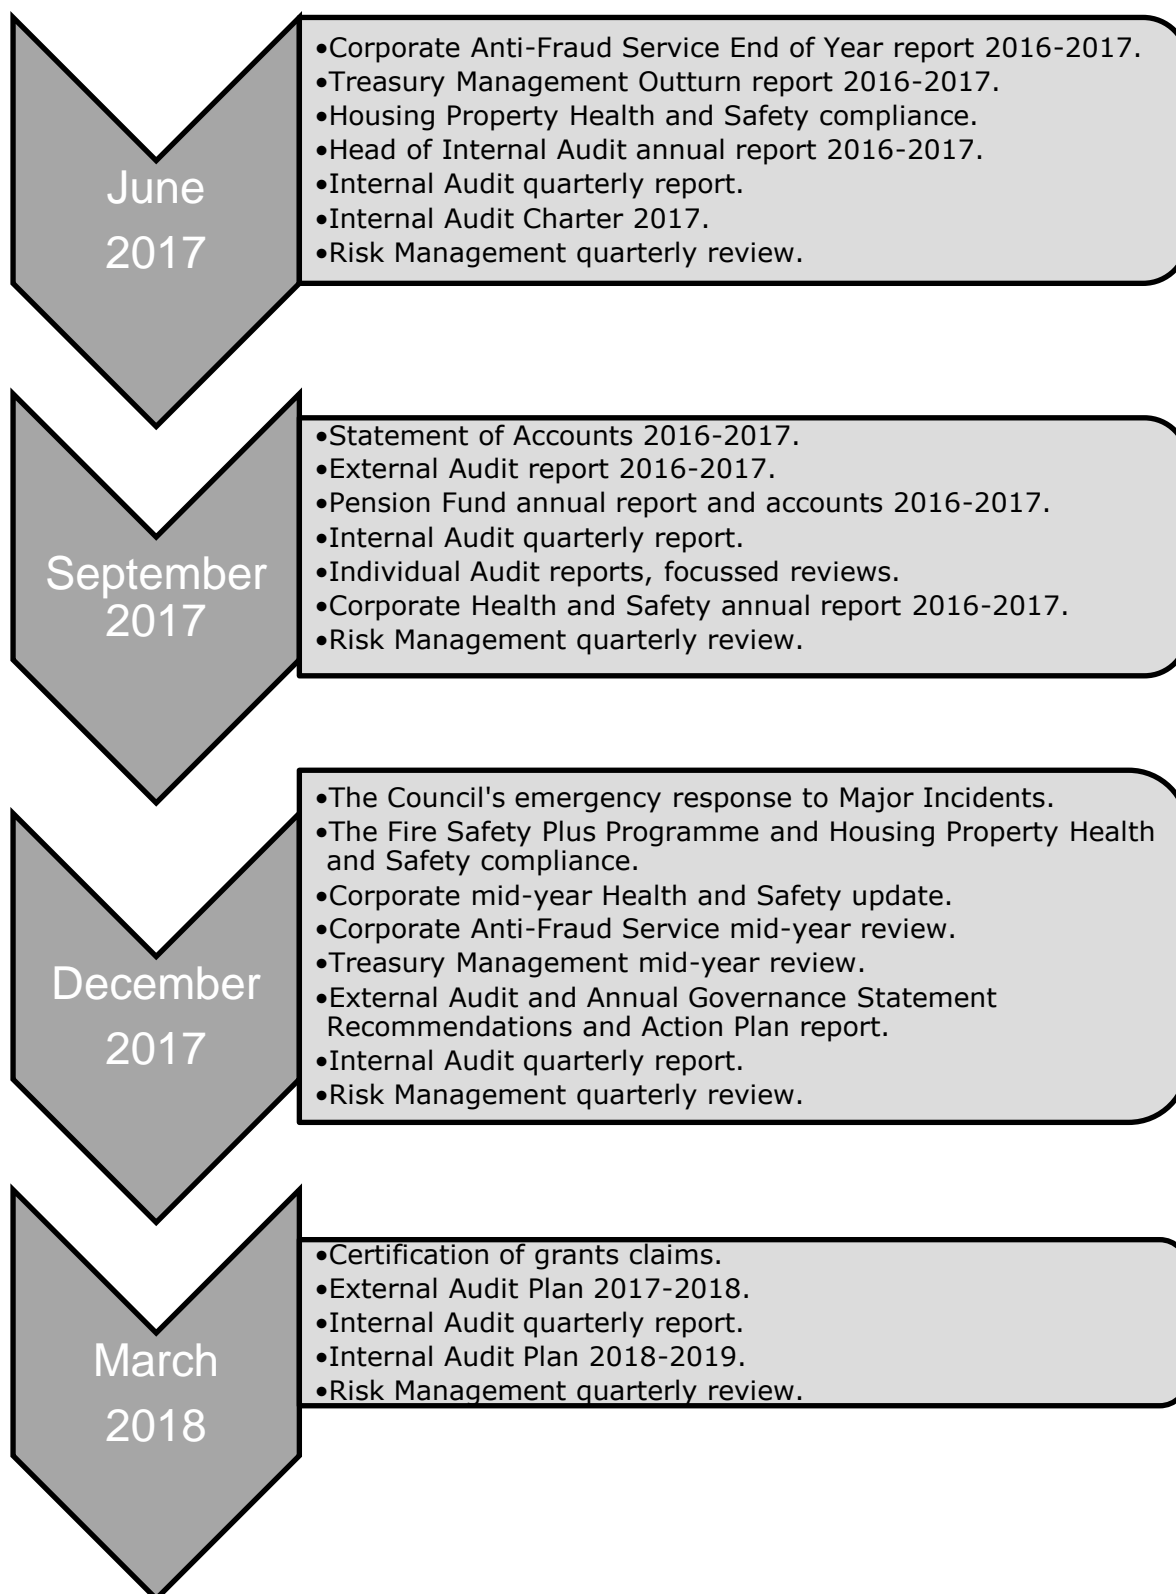 June
2017
•Corporate Anti-Fraud Service End of Year report 2016-2017.
•Treasury Management Outturn report 2016-2017.
•Housing Property Health and Safety compliance.
•Head of Internal Audit annual report 2016-2017.
•Internal Audit quarterly report.
•Internal Audit Charter 2017.
•Risk Management quarterly review.
September
2017
•Statement of Accounts 2016-2017.
•External Audit report 2016-2017.
•Pension Fund annual report and accounts 2016-2017.
•Internal Audit quarterly report.
•Individual Audit reports, focussed reviews.
•Corporate Health and Safety annual report 2016-2017.
•Risk Management quarterly review.
December
2017
•The Council's emergency response to Major Incidents.
•The Fire Safety Plus Programme and Housing Property Health
and Safety compliance.
•Corporate mid-year Health and Safety update.
•Corporate Anti-Fraud Service mid-year review.
•Treasury Management mid-year review.
•External Audit and Annual Governance Statement
Recommendations and Action Plan report.
•Internal Audit quarterly report.
•Risk Management quarterly review.
March
2018
•Certification of grants claims.
•External Audit Plan 2017-2018.
•Internal Audit quarterly report.
•Internal Audit Plan 2018-2019.
•Risk Management quarterly review.